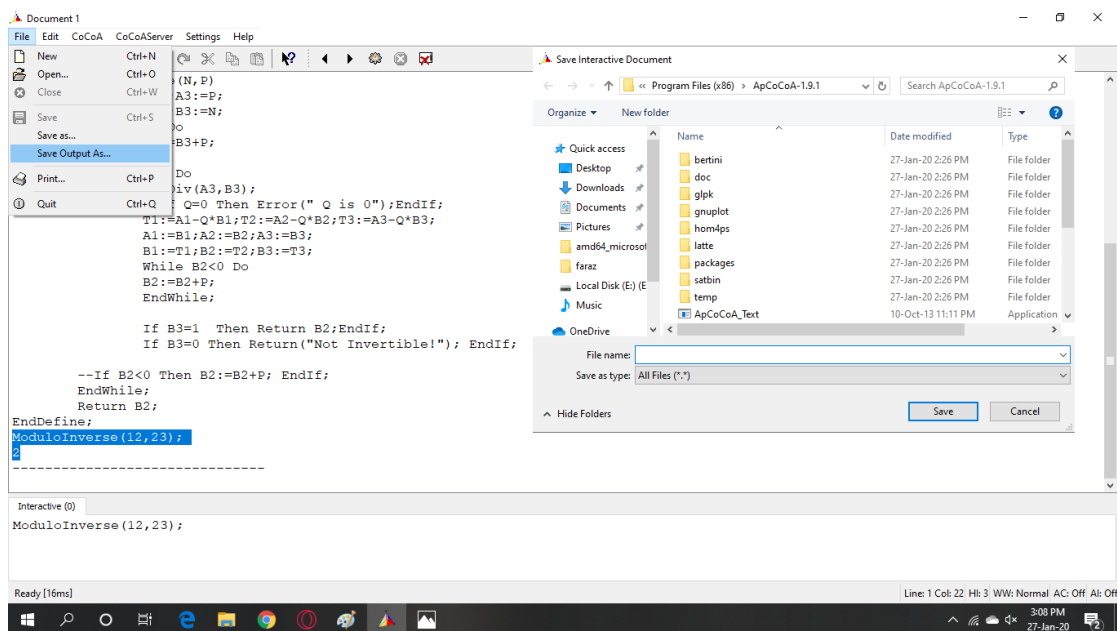 Document 1
File Edit CoCoA CoCoAServer Settings Help
New Ctrl+N
Open... Ctrl+O
Close Ctrl+W
Save Ctrl+S
Save as...
Save Output As...
Print... Ctrl+P
Quit Ctrl+Q
(N,P)
A3:=P;
B3:=N;
Do
=B3+P;
Do
Div(A3,B3);
Q=0 Then Error(" Q is 0");EndIf;
T1:=A1-Q*B1;T2:=A2-Q*B2;T3:=A3-Q*B3;
A1:=B1;A2:=B2;A3:=B3;
B1:=T1;B2:=T2;B3:=T3;
While B2<0 Do
B2:=B2+P;
EndWhile;
If B3=1 Then Return B2;EndIf;
If B3=0 Then Return("Not Invertible!"); EndIf;
--If B2<0 Then B2:=B2+P; EndIf;
EndWhile;
Return B2;
EndDefine;
ModuloInverse(12,23);
2
--------------------------------
Save Interactive Document
« Program Files (x86) › ApCoCoA-1.9.1 Search ApCoCoA-1.9.1
Organize New folder
Quick access
Desktop
Downloads
Documents
Pictures
amd64_microsof
faraz
Local Disk (E:) (E
Music
OneDrive
Name Date modified Type
bertini 27-Jan-20 2:26 PM File folder
doc 27-Jan-20 2:26 PM File folder
glpk 27-Jan-20 2:26 PM File folder
gnuplot 27-Jan-20 2:26 PM File folder
hom4ps 27-Jan-20 2:26 PM File folder
latte 27-Jan-20 2:26 PM File folder
packages 27-Jan-20 2:26 PM File folder
satbin 27-Jan-20 2:26 PM File folder
temp 27-Jan-20 2:26 PM File folder
ApCoCoA_Text 10-Oct-13 11:11 PM Application
File name:
Save as type: All Files (*.*)
Hide Folders Save Cancel
Interactive (0)
ModuloInverse(12,23);
Ready [16ms] Line: 1 Col: 22 Hl: 3 WW: Normal AC: Off AI: Off
3:08 PM
27-Jan-20
2